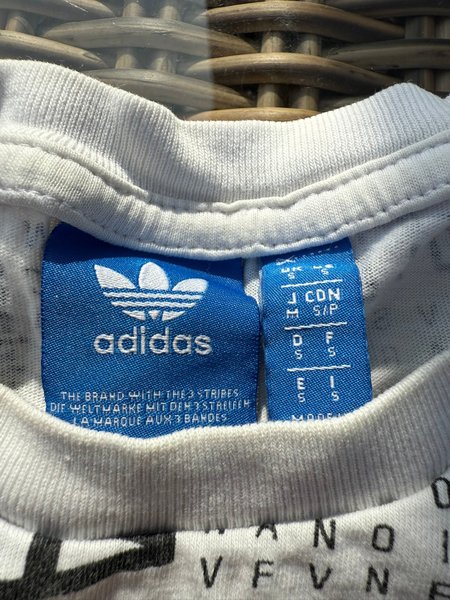 adidas
THE BRAND WITH THE 3 STRIPES
DIE WELTMARKE MIT DEN 3 STREIFEN
LA MARQUE AUX 3 BANDES
S S
J CDN
M S/P
D F
S S
E I
S S
A N O I
V F V N E